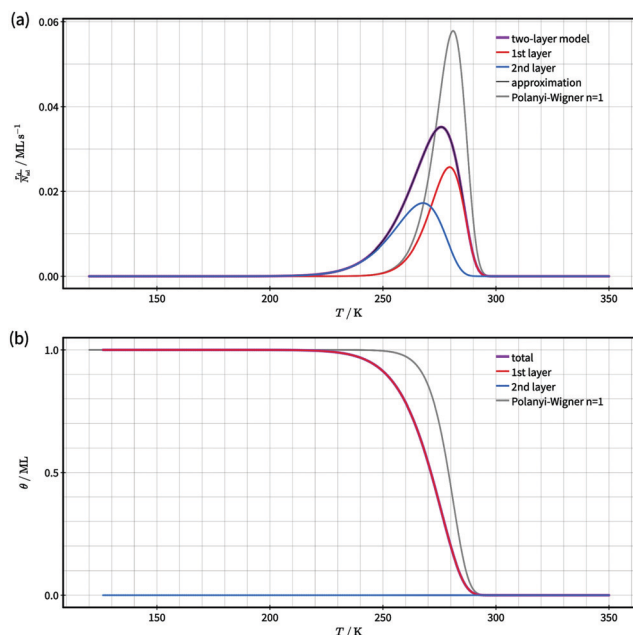 (a)
0.06
0.04
0.02
0.00
/ ML s⁻¹
two-layer model
1st layer
2nd layer
approximation
Polanyi-Wigner n=1
150 200 250 300 350
T / K
(b)
1.0
0.5
0.0
θ / ML
total
1st layer
2nd layer
Polanyi-Wigner n=1
150 200 250 300 350
T / K